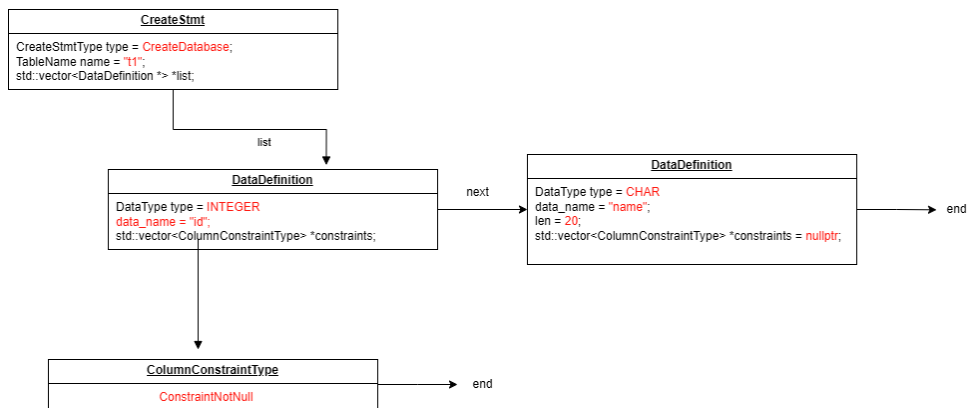 CreateStmt
CreateStmtType type = CreateDatabase;
TableName name = "t1";
std::vector<DataDefinition *> *list;
list
DataDefinition
DataType type = INTEGER
data_name = "id";
std::vector<ColumnConstraintType> *constraints;
next
DataDefinition
DataType type = CHAR
data_name = "name";
len = 20;
std::vector<ColumnConstraintType> *constraints = nullptr;
end
ColumnConstraintType
ConstraintNotNull
end